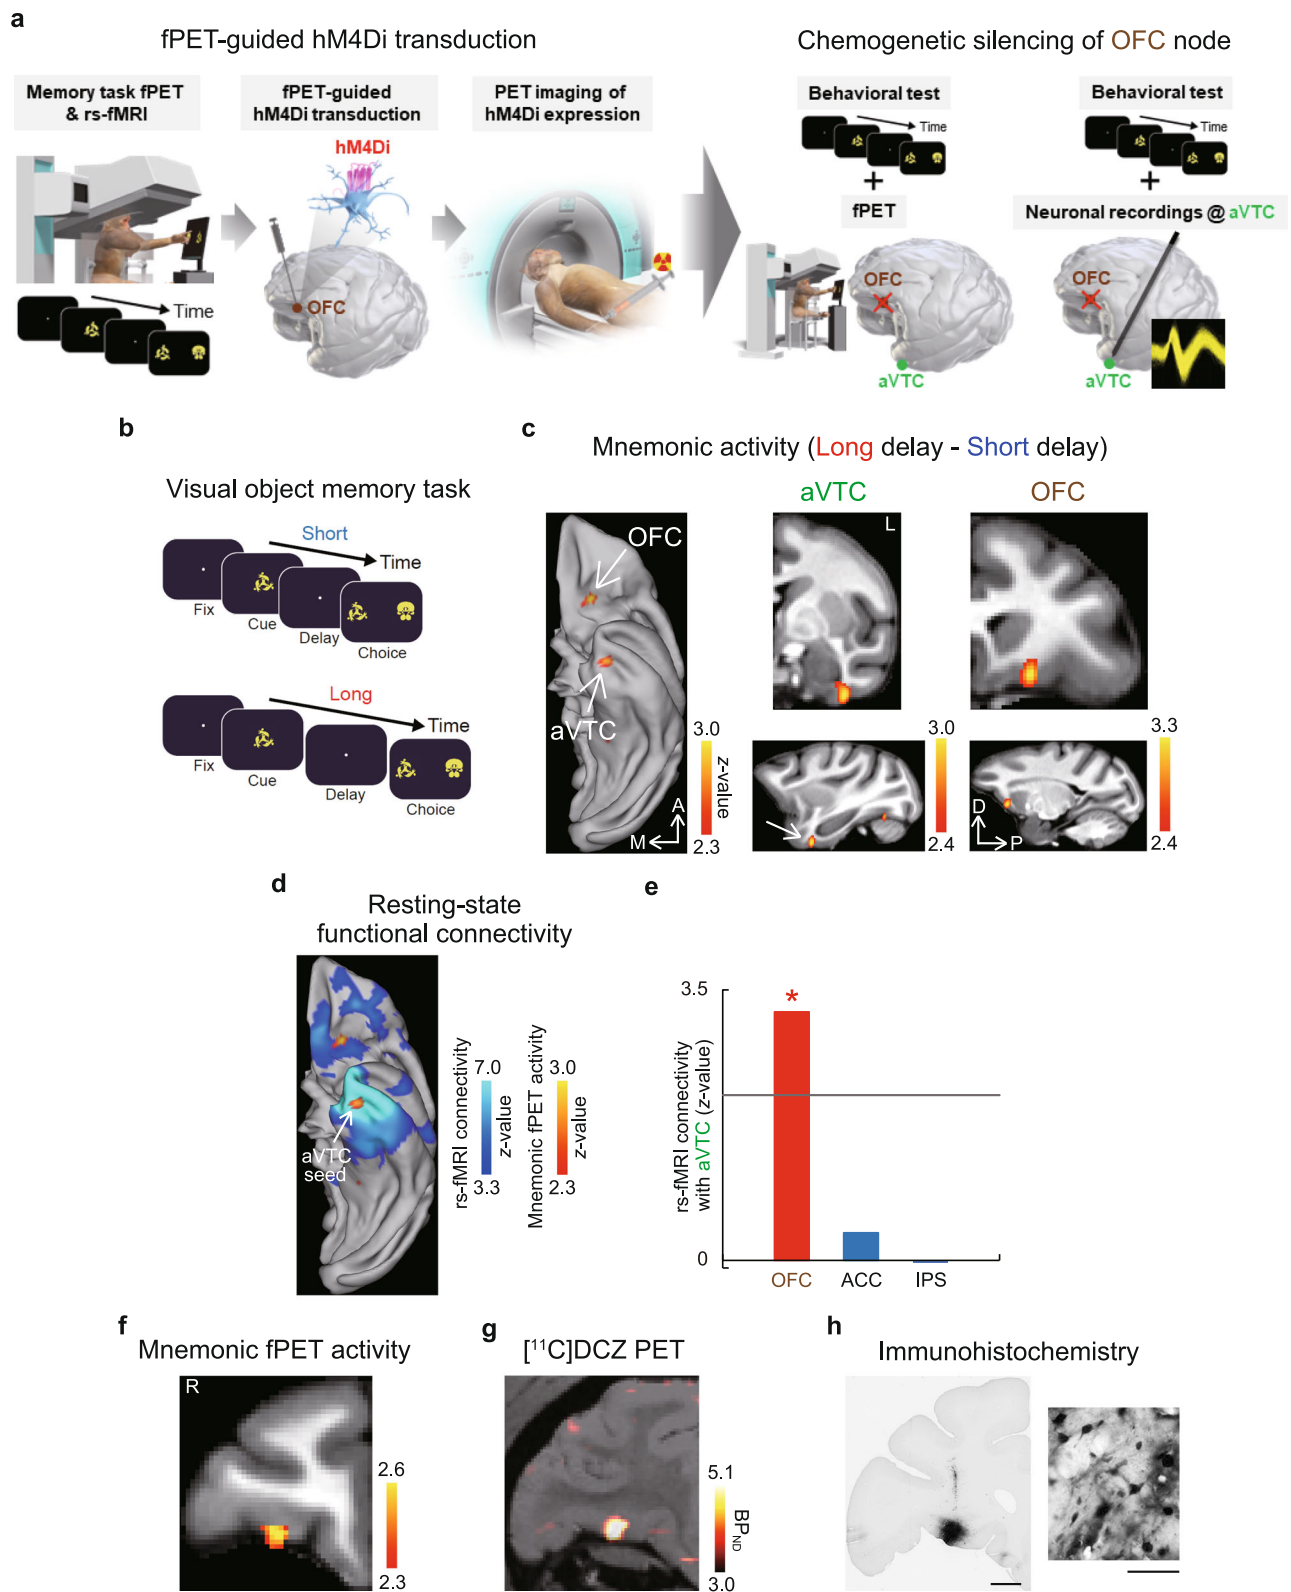 a
fPET-guided hM4Di transduction
Chemogenetic silencing of OFC node
Memory task fPET
& rs-fMRI
fPET-guided
hM4Di transduction
PET imaging of
hM4Di expression
Behavioral test
Behavioral test
hM4Di
Time
Time
+
+
fPET
Neuronal recordings @ aVTC
OFC
OFC
OFC
Time
aVTC
aVTC
b
Visual object memory task
Short
Time
Fix
Cue
Delay
Choice
Long
Time
Fix
Cue
Delay
Choice
c
Mnemonic activity (Long delay - Short delay)
aVTC
OFC
OFC
L
aVTC
3.0
z-value
2.3
A
M
3.0
2.4
D
P
3.3
2.4
d
Resting-state
functional connectivity
aVTC
seed
rs-fMRI connectivity
7.0
z-value
3.3
Mnemonic fPET activity
3.0
z-value
2.3
e
rs-fMRI connectivity
with aVTC (z-value)
3.5
*
0
OFC
ACC
IPS
f
Mnemonic fPET activity
R
2.6
2.3
g
[¹¹C]DCZ PET
5.1
BP_ND
3.0
h
Immunohistochemistry